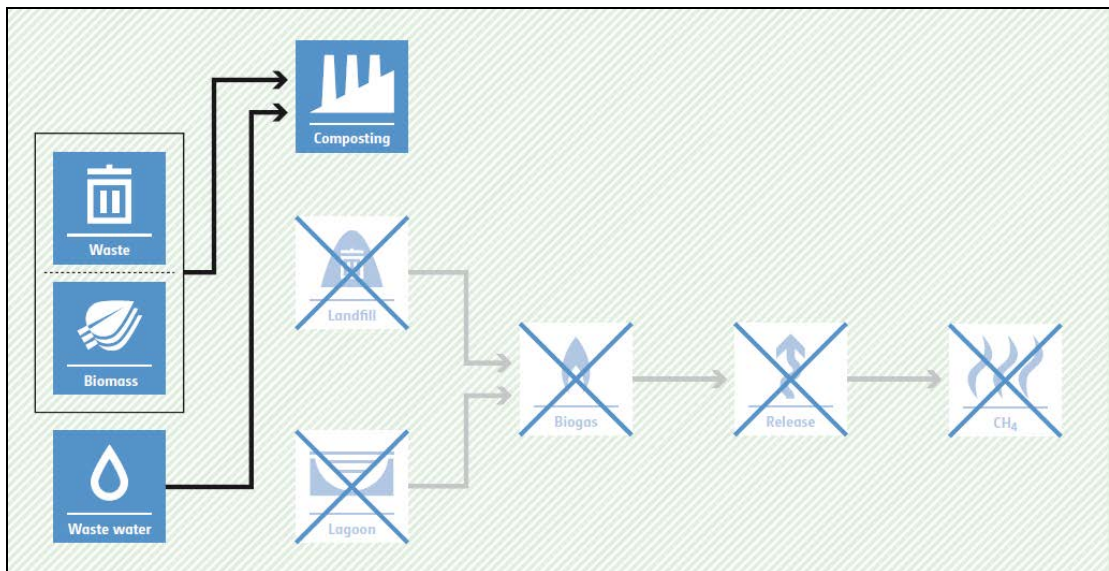 Composting
Waste
Landfill
Biomass
Biogas
Release
CH₄
Waste water
Lagoon